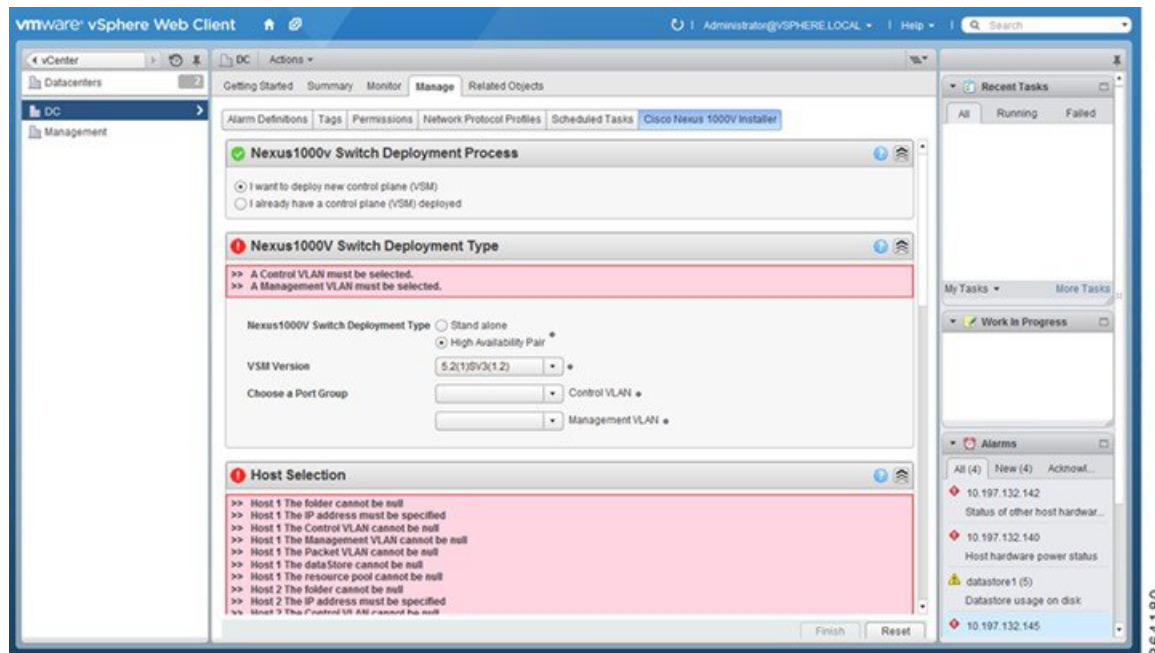 vmware® vSphere Web Client
Administrator@VSPHERE.LOCAL
Help
Search
vCenter
Datacenters
2
DC
Management
DC
Actions
Getting Started
Summary
Monitor
Manage
Related Objects
Alarm Definitions
Tags
Permissions
Network Protocol Profiles
Scheduled Tasks
Cisco Nexus 1000V Installer
Nexus1000v Switch Deployment Process
I want to deploy new control plane (VSM)
I already have a control plane (VSM) deployed
Nexus1000V Switch Deployment Type
>> A Control VLAN must be selected.
>> A Management VLAN must be selected.
Nexus1000V Switch Deployment Type
Stand alone
High Availability Pair
VSM Version
5.2(1)SV3(1.2)
Choose a Port Group
Control VLAN
Management VLAN
Host Selection
>> Host 1 The folder cannot be null
>> Host 1 The IP address must be specified
>> Host 1 The Control VLAN cannot be null
>> Host 1 The Management VLAN cannot be null
>> Host 1 The Packet VLAN cannot be null
>> Host 1 The dataStore cannot be null
>> Host 1 The resource pool cannot be null
>> Host 2 The folder cannot be null
>> Host 2 The IP address must be specified
>> Host 2 The Control VLAN cannot be null
Finish
Reset
Recent Tasks
All
Running
Failed
My Tasks
More Tasks
Work In Progress
Alarms
All (4)
New (4)
Acknowl...
10.197.132.142
Status of other host hardwar...
10.197.132.140
Host hardware power status
datastore1 (5)
Datastore usage on disk
10.197.132.145